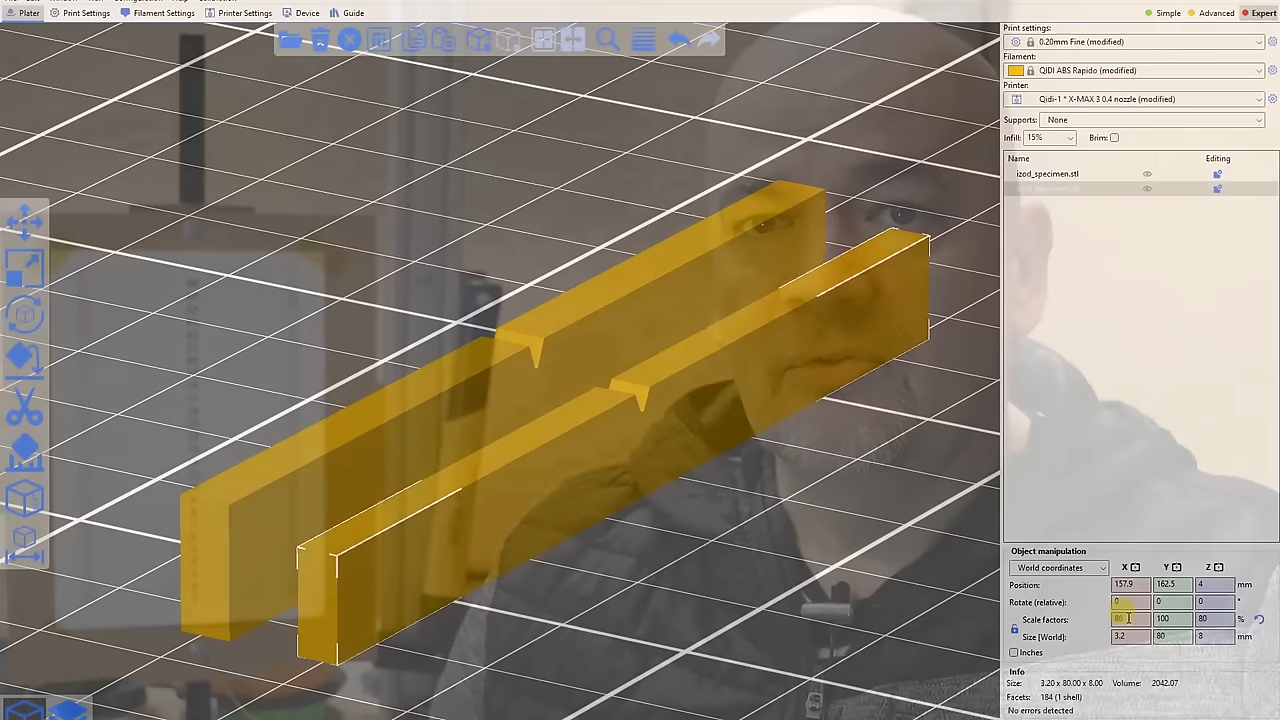 Plater Print Settings Filament Settings Printer Settings Device Guide Simple Advanced Expert
Print settings:
0.20mm Fine (modified)
Filament:
QIDI ABS Rapido (modified)
Printer:
Qidi-1 * X-MAX 3 0.4 nozzle (modified)
Supports: None
Infill: 15% Brim:
Name Editing
izod_specimen.stl
Object manipulation
World coordinates X Y Z
Position: 157.9 162.5 4 mm
Rotate (relative): 0 0 0 °
Scale factors: 80 100 80 %
Size [World]: 3.2 80 8 mm
Inches
Info
Size: 3.20 x 80.00 x 8.00 Volume: 2042.07
Facets: 184 (1 shell)
No errors detected